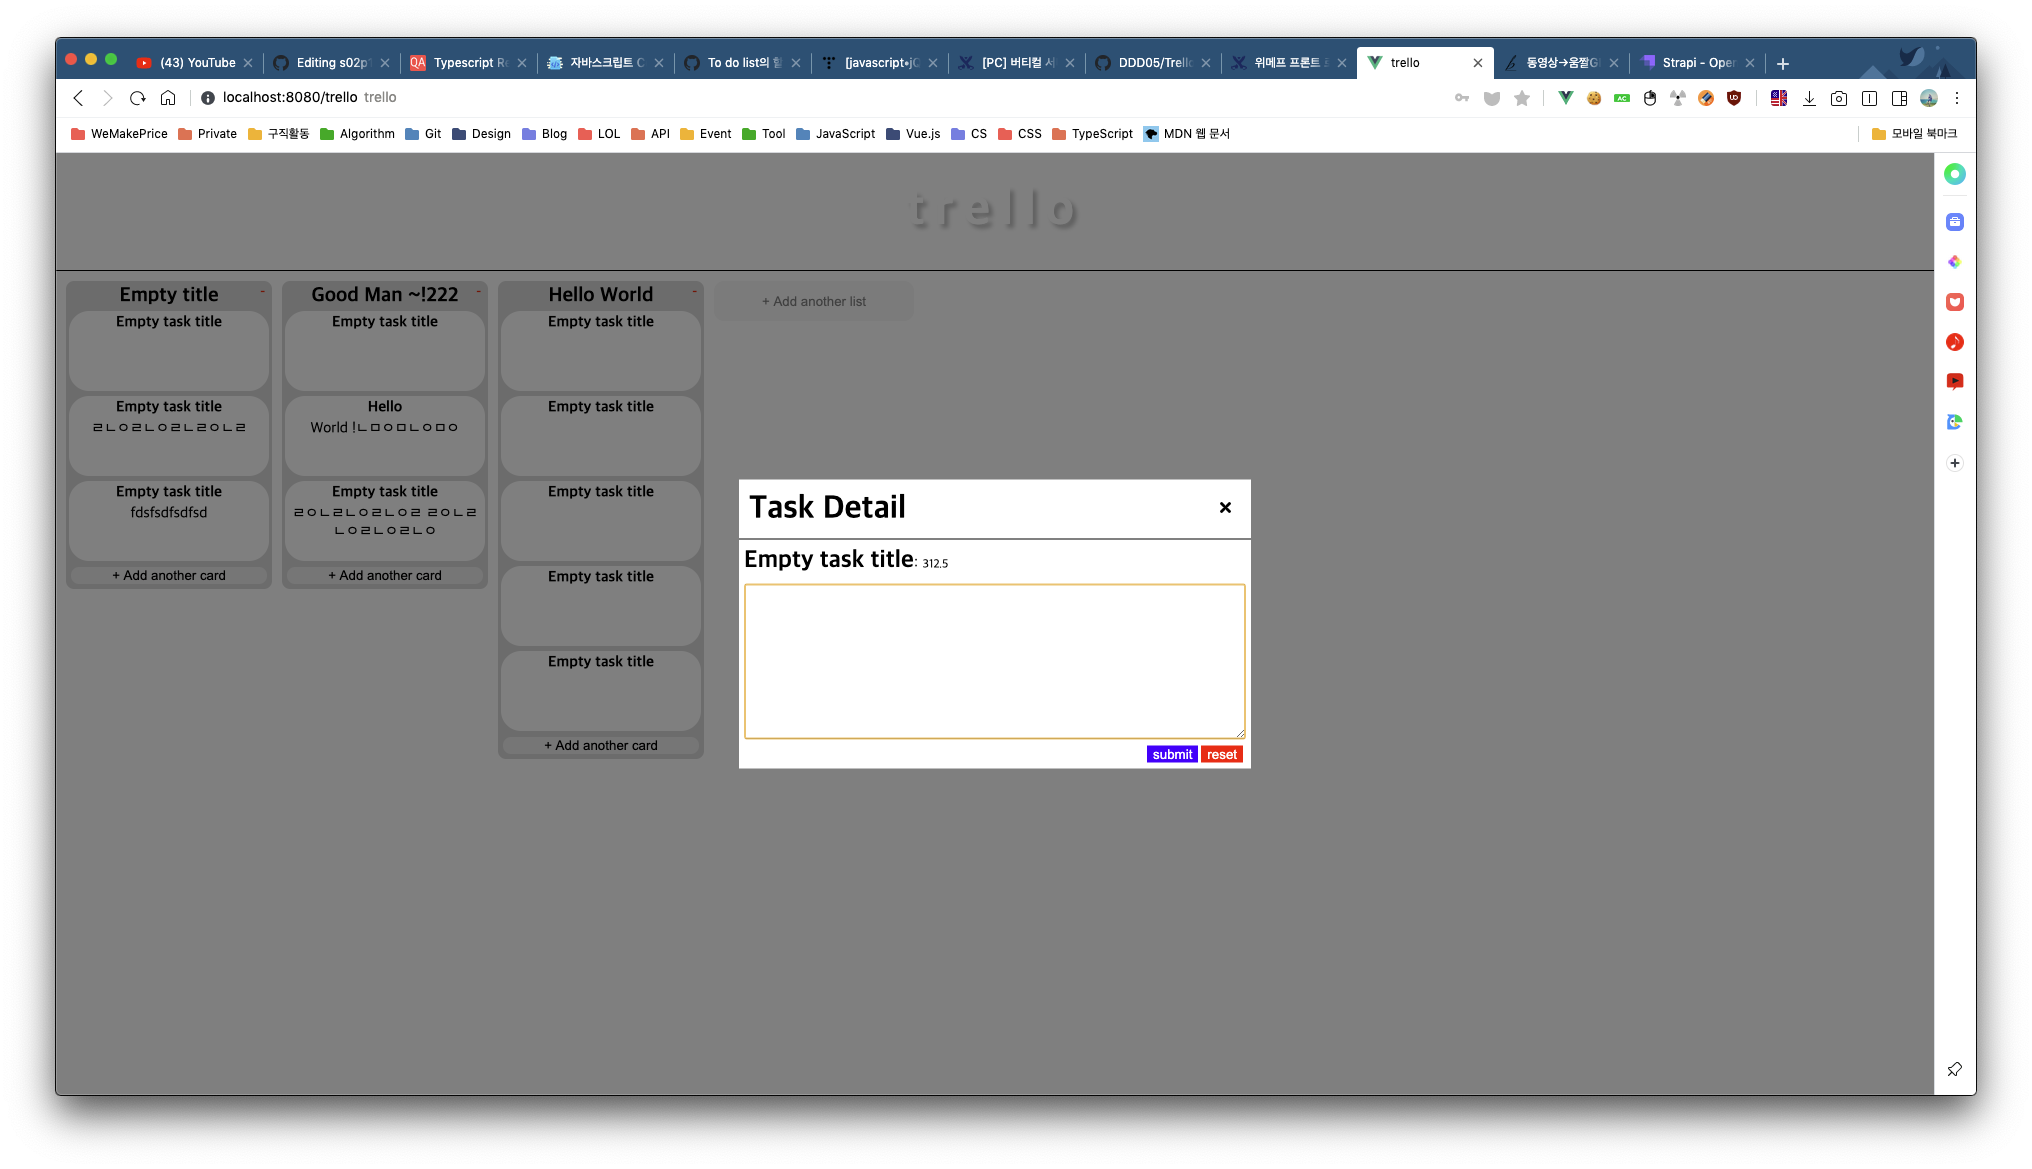 (43) YouTube
Editing s02p
Typescript Re
자바스크립트 C
To do list의 할
[javascript•jC
[PC] 버티컬 서
DDD05/Trello
위메프 프론트
trello
동영상→움짤GI
Strapi - Oper
localhost:8080/trello trello
WeMakePrice Private 구직활동 Algorithm Git Design Blog LOL API Event Tool JavaScript Vue.js CS CSS TypeScript MDN 웹 문서 모바일 북마크
trello
Empty title -
Empty task title
Empty task title
ㄹㄴㅇㄹㄴㅇㄹㄴㄹㅇㄴㄹ
Empty task title
fdsfsdfsdfsd
+ Add another card
Good Man ~!222 -
Empty task title
Hello
World !ㄴㅁㅇㅁㄴㅇㅁㅇ
Empty task title
ㄹㅇㄴㄹㄴㅇㄹㄴㅇㄹ ㄹㅇㄴㄹ
ㄴㅇㄹㄴㅇㄹㄴㅇ
+ Add another card
Hello World -
Empty task title
Empty task title
Empty task title
Empty task title
Empty task title
+ Add another card
+ Add another list
Task Detail ×
Empty task title: 312.5
submit reset